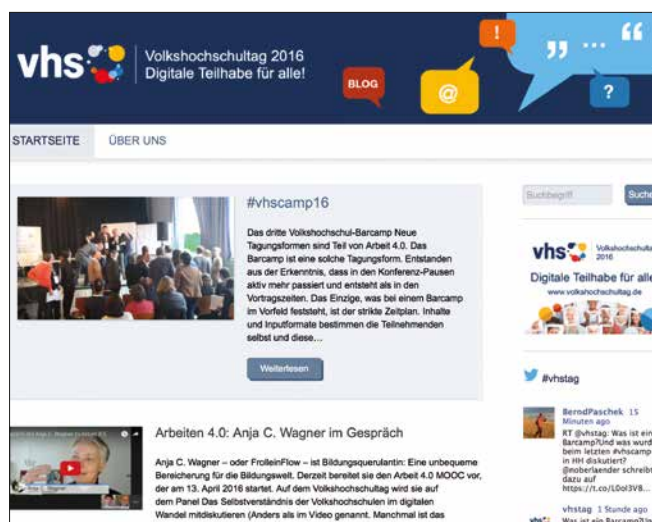 vhs
Volkshochschultag 2016
Digitale Teilhabe für alle!
BLOG
@
!
„ … “
?
STARTSEITE ÜBER UNS
#vhscamp16
Das dritte Volkshochschul-Barcamp Neue
Tagungsformen sind Teil von Arbeit 4.0. Das
Barcamp ist eine solche Tagungsform. Entstanden
aus der Erkenntnis, dass in den Konferenz-Pausen
aktiv mehr passiert und entsteht als in den
Vortragszeiten. Das Einzige, was bei einem Barcamp
im Vorfeld feststeht, ist der strikte Zeitplan. Inhalte
und Inputformate bestimmen die Teilnehmenden
selbst und diese…
Weiterlesen
Arbeiten 4.0: Anja C. Wagner im Gespräch
Anja C. Wagner – oder FrolleinFlow – ist Bildungsquerulantin: Eine unbequeme
Bereicherung für die Bildungswelt. Derzeit bereitet sie den Arbeit 4.0 MOOC vor,
der am 13. April 2016 startet. Auf dem Volkshochschultag wird sie auf
dem Panel Das Selbstverständnis der Volkshochschulen im digitalen
Wandel mitdiskutieren (Anders als im Video genannt. Manchmal ist das
Suchbegriff Suche
vhs
Volkshochschulta
2016
Digitale Teilhabe für alle
www.volkshochschultag.de
#vhstag
BerndPaschek 15
Minuten ago
RT @vhstag: Was ist ein
Barcamp?Und was wurd
beim letzten #vhscamp
in HH diskutiert?
@noberlaender schreibt
dazu auf
https://t.co/L0oI3V8...
vhstag 1 Stunde ago
Was ist ein Barcamp?Un